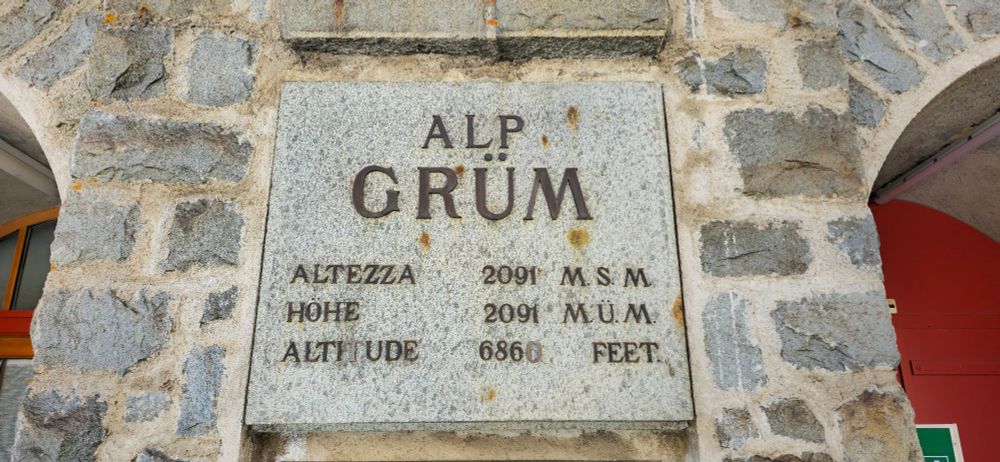 ALP
GRÜM
ALTEZZA 2091 M.S.M.
HÖHE 2091 M.Ü.M.
ALTITUDE 6860 FEET.